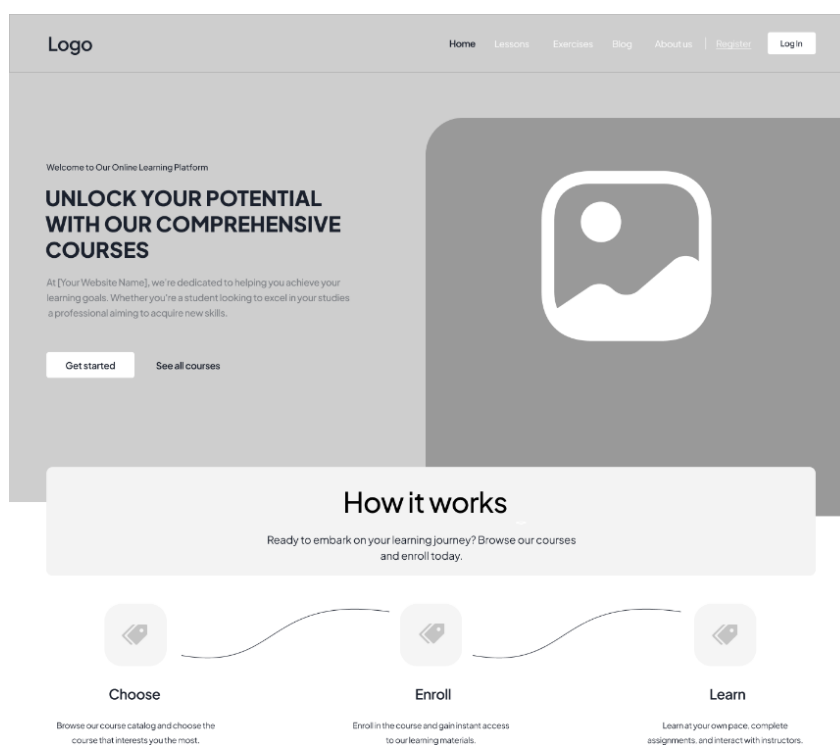 Logo
Home Lessons Exercises Blog About us Register Log In
Welcome to Our Online Learning Platform
UNLOCK YOUR POTENTIAL
WITH OUR COMPREHENSIVE
COURSES
At [Your Website Name], we're dedicated to helping you achieve your
learning goals. Whether you're a student looking to excel in your studies
a professional aiming to acquire new skills.
Get started See all courses
How it works
Ready to embark on your learning journey? Browse our courses
and enroll today.
Choose Enroll Learn
Browse our course catalog and choose the
course that interests you the most.
Enroll in the course and gain instant access
to our learning materials.
Learn at your own pace, complete
assignments, and interact with instructors.